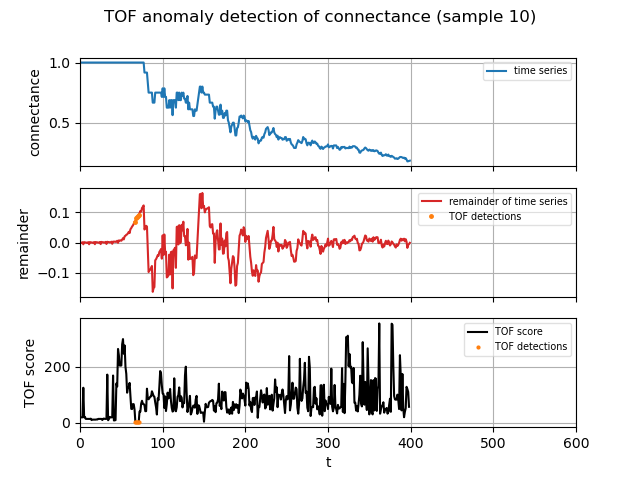 TOF anomaly detection of connectance (sample 10)
connectance
1.0
0.5
time series
remainder
0.1
0.0
−0.1
remainder of time series
TOF detections
TOF score
200
0
TOF score
TOF detections
0 100 200 300 400 500 600
t